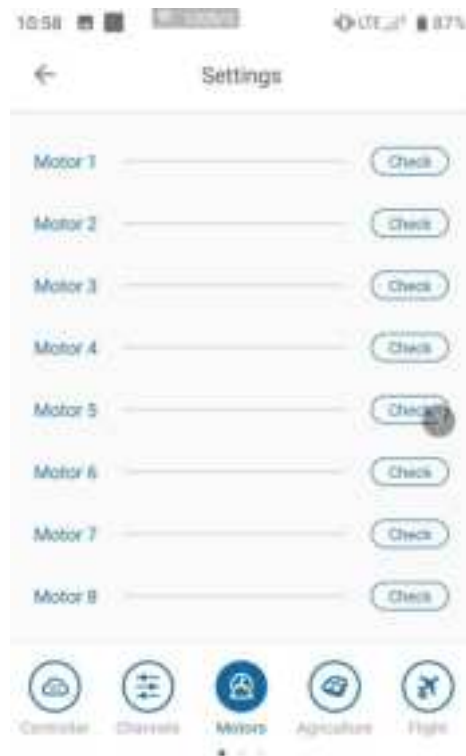 10:58 LTE 87%
Settings
Motor 1 Check
Motor 2 Check
Motor 3 Check
Motor 4 Check
Motor 5 Check
Motor 6 Check
Motor 7 Check
Motor 8 Check
Controller Channels Motors Agriculture Flight